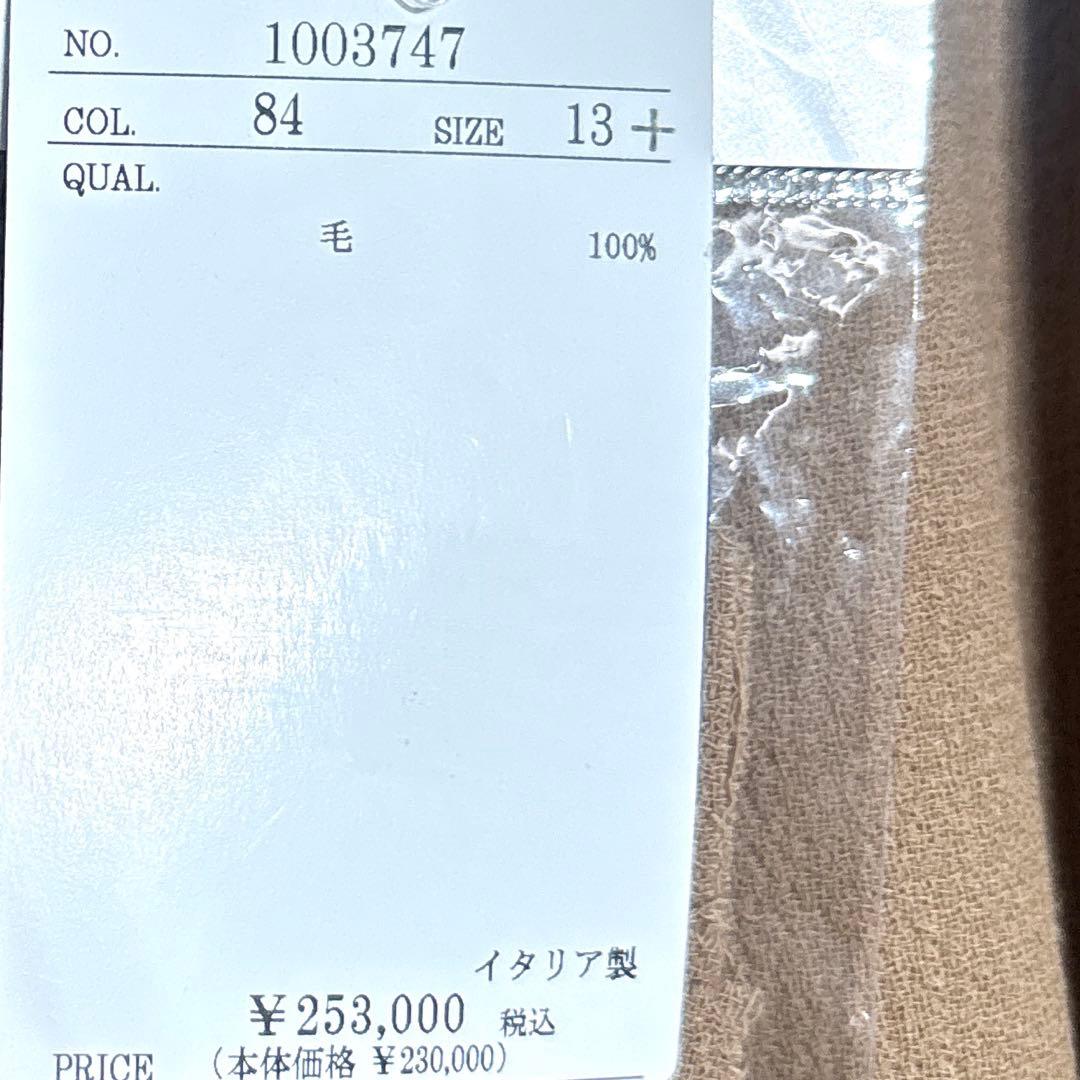 NO. 1003747
COL. 84 SIZE 13+
QUAL.
毛 100%
イタリア製
¥253,000 税込
PRICE (本体価格 ¥230,000)